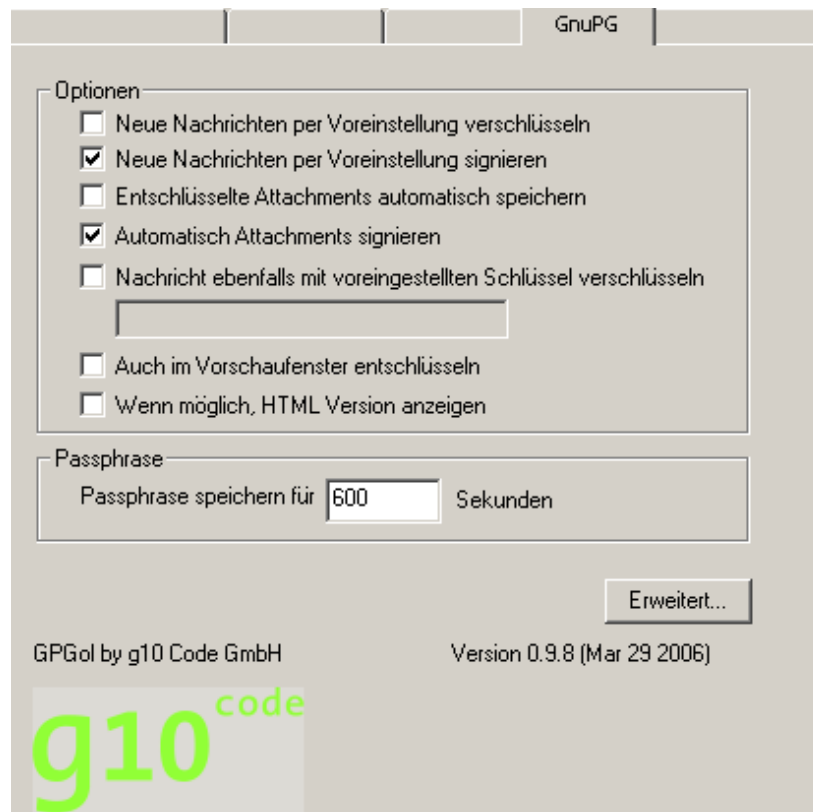 GnuPG
Optionen
Neue Nachrichten per Voreinstellung verschlüsseln
Neue Nachrichten per Voreinstellung signieren
Entschlüsselte Attachments automatisch speichern
Automatisch Attachments signieren
Nachricht ebenfalls mit voreingestellten Schlüssel verschlüsseln
Auch im Vorschaufenster entschlüsseln
Wenn möglich, HTML Version anzeigen
Passphrase
Passphrase speichern für 600 Sekunden
Erweitert...
GPGol by g10 Code GmbH Version 0.9.8 (Mar 29 2006)
g10 code